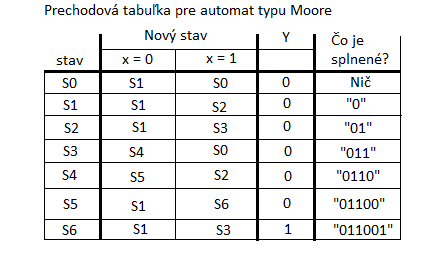 Prechodová tabuľka pre automat typu Moore
Nový stav Y Čo je splnené?
stav x = 0 x = 1
S0 S1 S0 0 Nič
S1 S1 S2 0 "0"
S2 S1 S3 0 "01"
S3 S4 S0 0 "011"
S4 S5 S2 0 "0110"
S5 S1 S6 0 "01100"
S6 S1 S3 1 "011001"